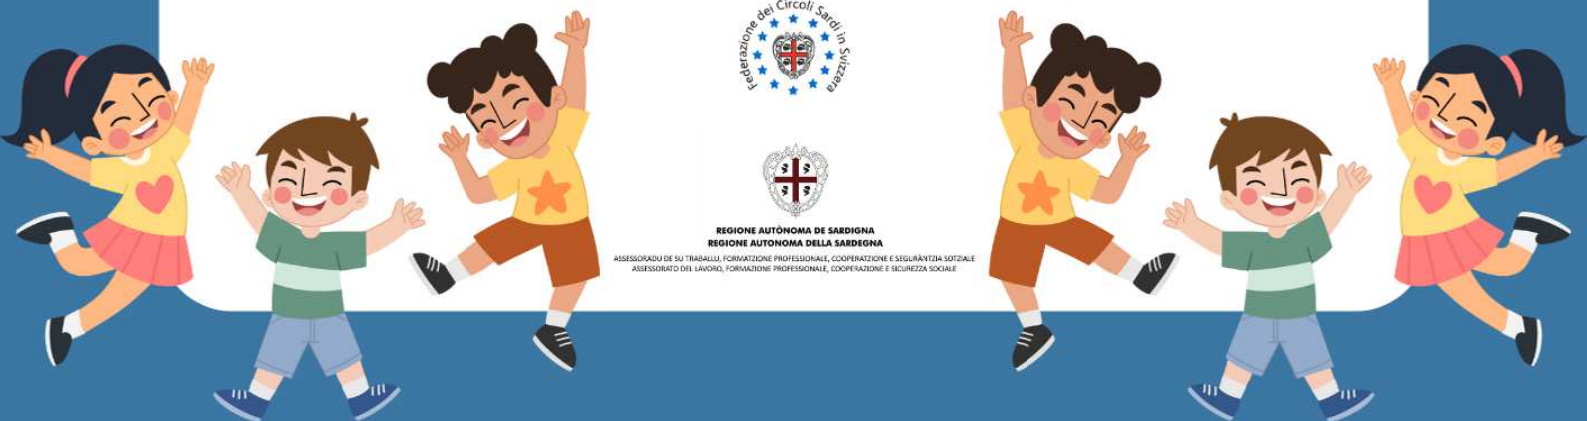 Federazione dei Circoli Sardi in Svizzera
REGIONE AUTÒNOMA DE SARDIGNA
REGIONE AUTONOMA DELLA SARDEGNA
ASSESSORADU DE SU TRABALLU, FORMATZIONE PROFESSIONALE, COOPERATZIONE E SEGURÀNTZIA SOTZIALE
ASSESSORATO DEL LAVORO, FORMAZIONE PROFESSIONALE, COOPERAZIONE E SICUREZZA SOCIALE